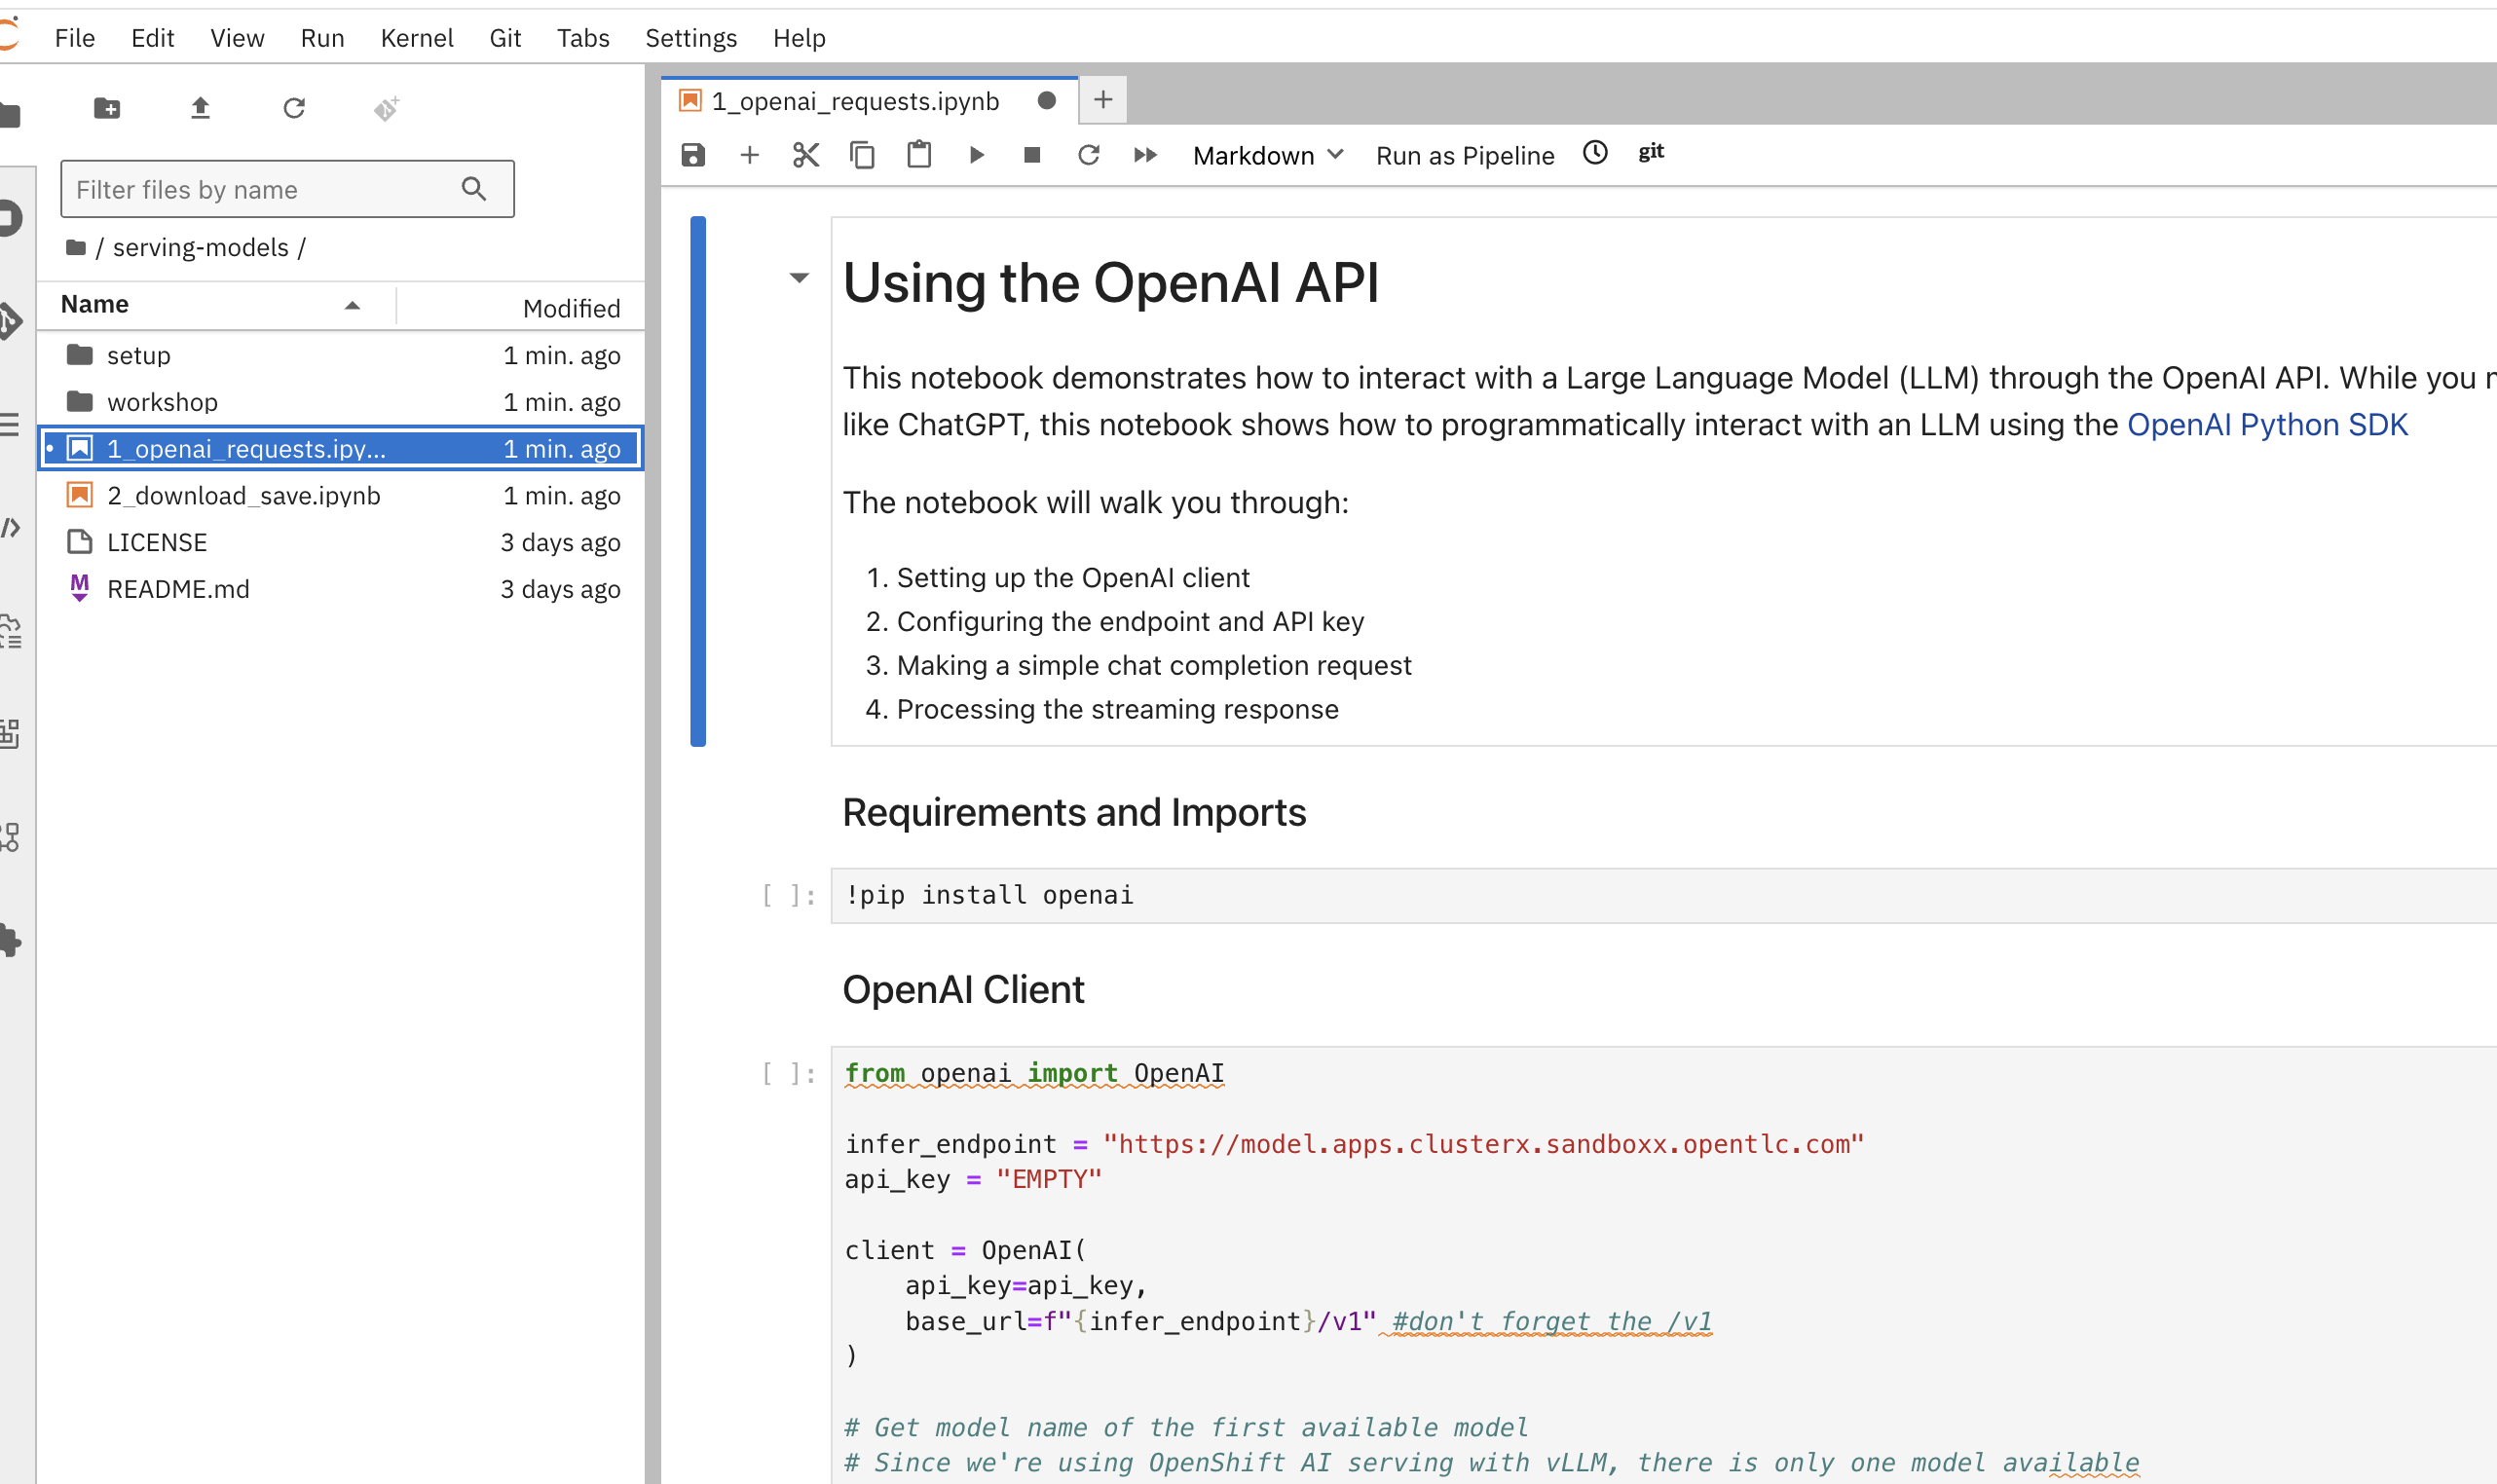 File Edit View Run Kernel Git Tabs Settings Help
Filter files by name
/ serving-models /
Name Modified
setup 1 min. ago
workshop 1 min. ago
1_openai_requests.ipy... 1 min. ago
2_download_save.ipynb 1 min. ago
LICENSE 3 days ago
M README.md 3 days ago
1_openai_requests.ipynb
Markdown Run as Pipeline git
Using the OpenAI API
This notebook demonstrates how to interact with a Large Language Model (LLM) through the OpenAI API. While you
like ChatGPT, this notebook shows how to programmatically interact with an LLM using the OpenAI Python SDK
The notebook will walk you through:
1. Setting up the OpenAI client
2. Configuring the endpoint and API key
3. Making a simple chat completion request
4. Processing the streaming response
Requirements and Imports
[ ]: !pip install openai
OpenAI Client
[ ]: from openai import OpenAI
infer_endpoint = "https://model.apps.clusterx.sandboxx.opentlc.com"
api_key = "EMPTY"
client = OpenAI(
api_key=api_key,
base_url=f"{infer_endpoint}/v1" #don't forget the /v1
)
# Get model name of the first available model
# Since we're using OpenShift AI serving with vLLM, there is only one model available